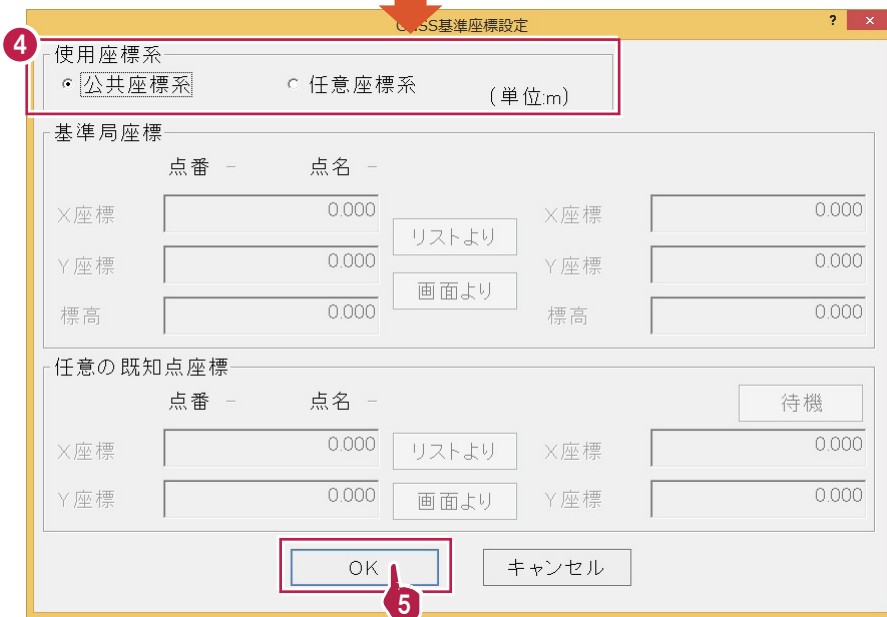 GNSS基準座標設定
? ×
4
使用座標系
公共座標系 任意座標系 (単位:m)
基準局座標
点番 - 点名 -
X座標 0.000 リストより X座標 0.000
Y座標 0.000 画面より Y座標 0.000
標高 0.000 標高 0.000
任意の既知点座標
点番 - 点名 - 待機
X座標 0.000 リストより X座標 0.000
Y座標 0.000 画面より Y座標 0.000
OK キャンセル
5